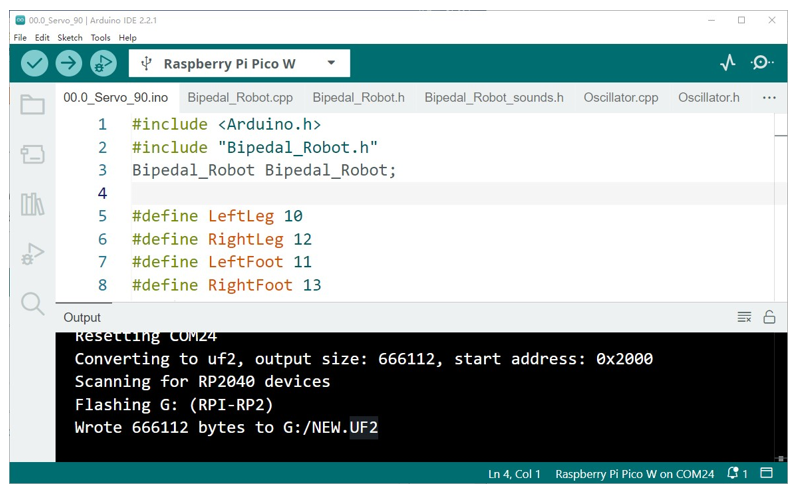 00.0_Servo_90 | Arduino IDE 2.2.1
File Edit Sketch Tools Help
Raspberry Pi Pico W
00.0_Servo_90.ino Bipedal_Robot.cpp Bipedal_Robot.h Bipedal_Robot_sounds.h Oscillator.cpp Oscillator.h ...
1 #include <Arduino.h>
2 #include "Bipedal_Robot.h"
3 Bipedal_Robot Bipedal_Robot;
4
5 #define LeftLeg 10
6 #define RightLeg 12
7 #define LeftFoot 11
8 #define RightFoot 13
Output
Resetting COM24
Converting to uf2, output size: 666112, start address: 0x2000
Scanning for RP2040 devices
Flashing G: (RPI-RP2)
Wrote 666112 bytes to G:/NEW.UF2
Ln 4, Col 1 Raspberry Pi Pico W on COM24 1